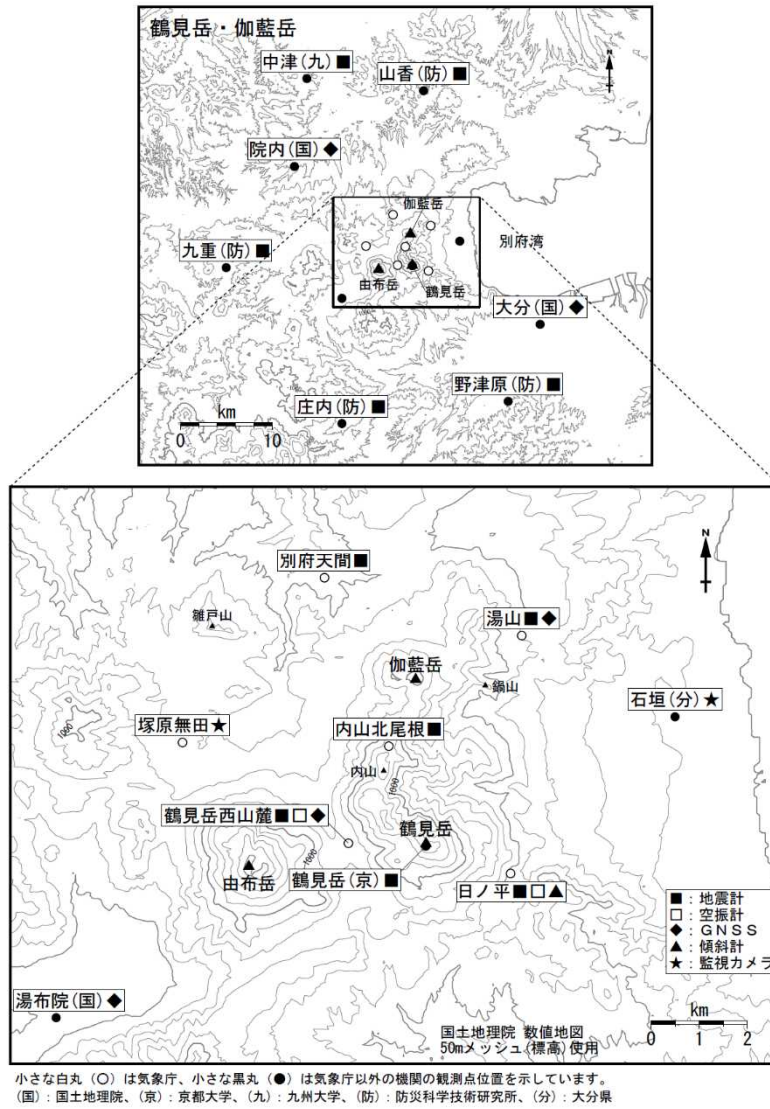 鶴見岳・伽藍岳
中津(九)■
山香(防)■
N
院内(国)◆
伽藍岳
九重(防)■
別府湾
由布岳
鶴見岳
大分(国)◆
野津原(防)■
庄内(防)■
km
0 10
別府天間■
N
雛戸山
湯山■◆
伽藍岳
鍋山
石垣(分)★
塚原無田★
内山北尾根■
内山
1000
1000
鶴見岳西山麓■□◆
鶴見岳
1000
由布岳
鶴見岳(京)■
日ノ平■□▲
■:地震計
□:空振計
◆:GNSS
▲:傾斜計
★:監視カメラ
湯布院(国)◆
km
0 1 2
国土地理院 数値地図
50mメッシュ(標高)使用
小さな白丸(○)は気象庁、小さな黒丸(●)は気象庁以外の機関の観測点位置を示しています。
(国):国土地理院、(京):京都大学、(九):九州大学、(防):防災科学技術研究所、(分):大分県